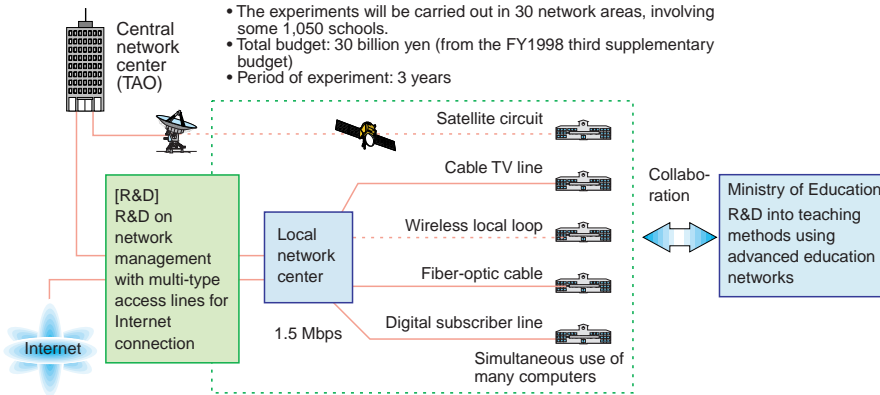 • The experiments will be carried out in 30 network areas, involving
some 1,050 schools.
• Total budget: 30 billion yen (from the FY1998 third supplementary
budget)
• Period of experiment: 3 years
Central
network
center
(TAO)
Satellite circuit
Cable TV line
Wireless local loop
Fiber-optic cable
Digital subscriber line
Simultaneous use of
many computers
[R&D]
R&D on
network
management
with multi-type
access lines for
Internet
connection
Local
network
center
1.5 Mbps
Internet
Collabo-
ration
Ministry of Education
R&D into teaching
methods using
advanced education
networks